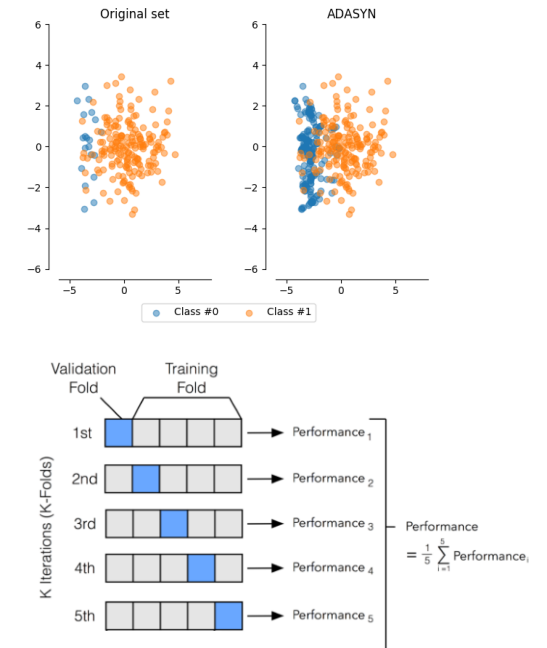 Original set
ADASYN
6
4
2
0
−2
−4
−6
−5
0
5
6
4
2
0
−2
−4
−6
−5
0
5
Class #0
Class #1
Validation
Fold
Training
Fold
K Iterations (K-Folds)
1st
Performance 1
2nd
Performance 2
3rd
Performance 3
4th
Performance 4
5th
Performance 5
Performance
= 1/5 5 ∑ i=1 Performance i